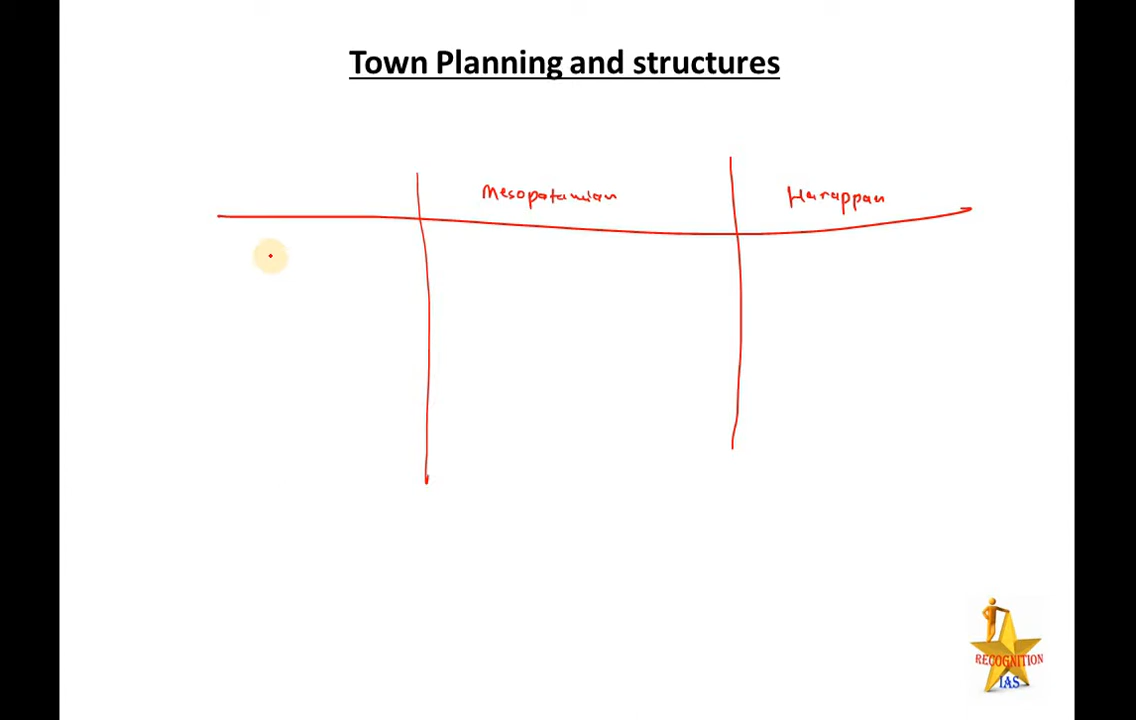 Town Planning and structures
Mesopotamian
Harappan
RECOGNITION
IAS